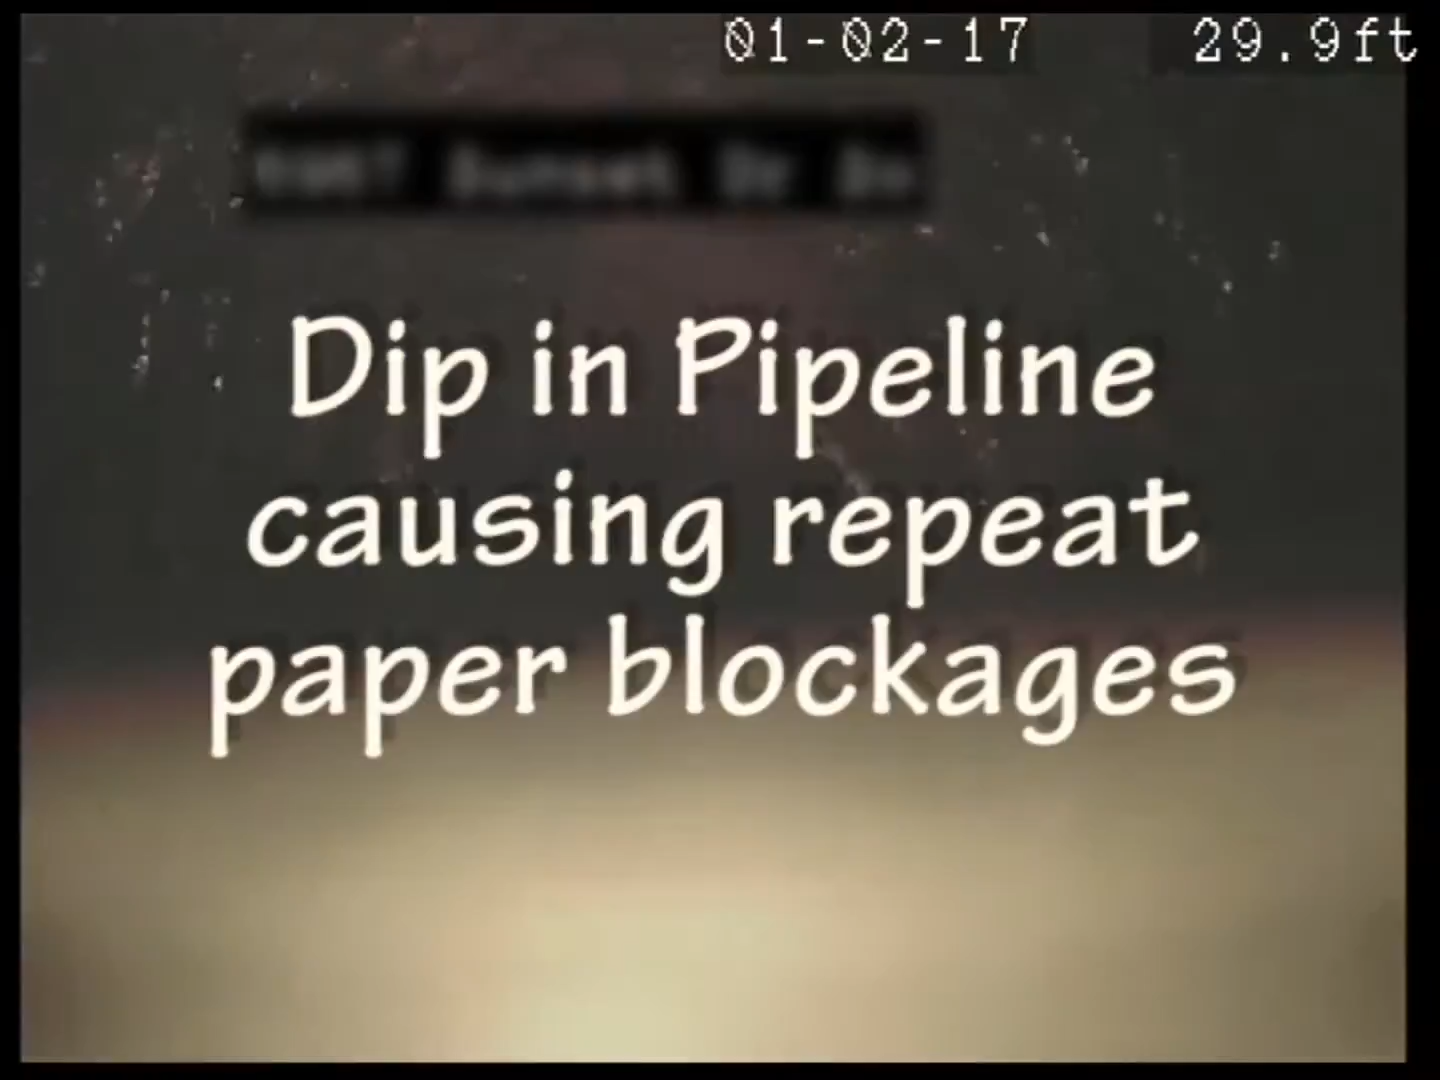 01-02-17 29.9ft
Dip in Pipeline
causing repeat
paper blockages